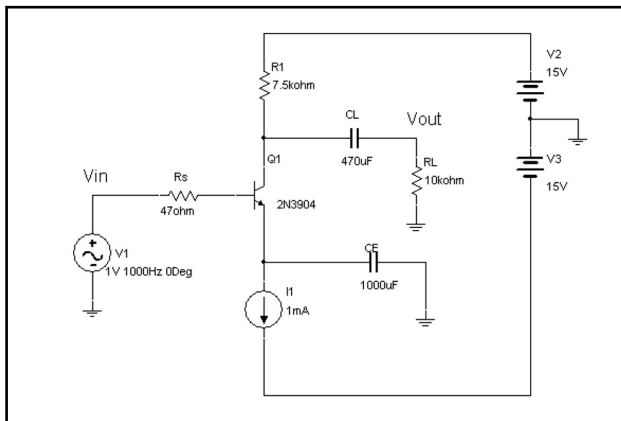 V2
15V
R1
7.5kohm
CL
470uF
Vout
RL
10kohm
V3
15V
Q1
2N3904
Vin
Rs
47ohm
V1
1V 1000Hz 0Deg
CE
1000uF
I1
1mA